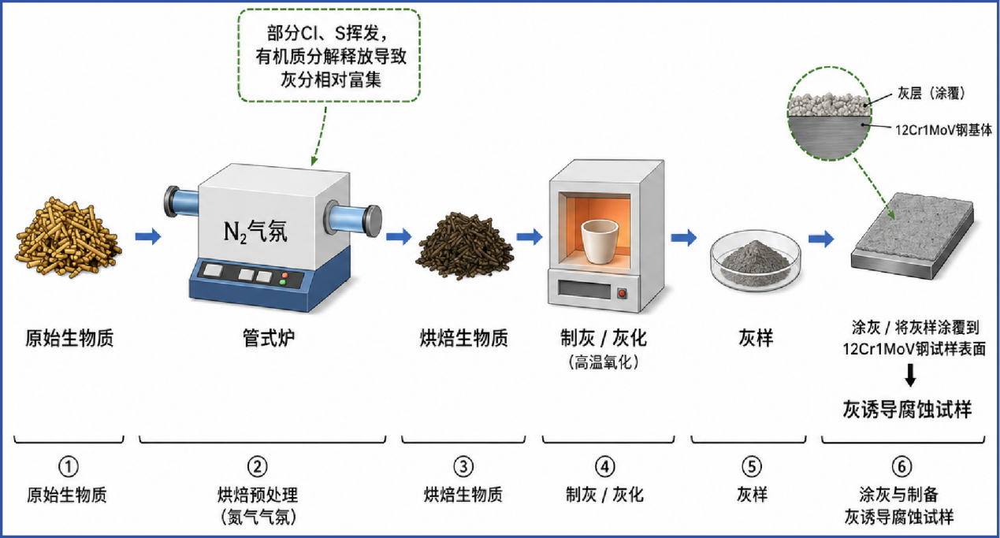 部分Cl、S挥发，
有机质分解释放导致
灰分相对富集
灰层（涂覆）
12Cr1MoV钢基体
N₂气氛
原始生物质
管式炉
烘焙生物质
制灰 / 灰化
（高温氧化）
灰样
涂灰 / 将灰样涂覆到
12Cr1MoV钢试样表面
灰诱导腐蚀试样
①
原始生物质
②
烘焙预处理
（氮气气氛）
③
烘焙生物质
④
制灰 / 灰化
⑤
灰样
⑥
涂灰与制备
灰诱导腐蚀试样